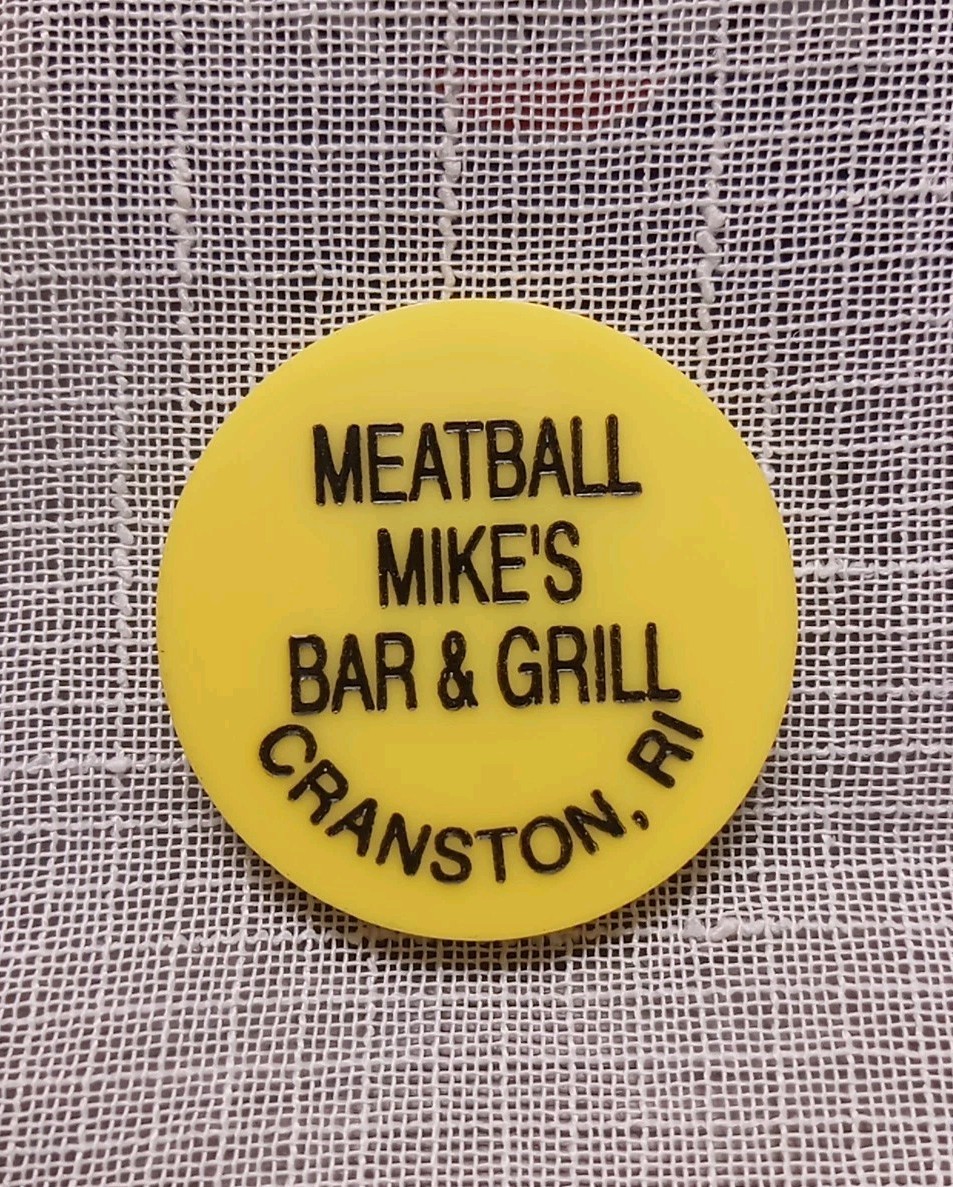 MEATBALL
MIKE'S
BAR & GRILL
CRANSTON, RI